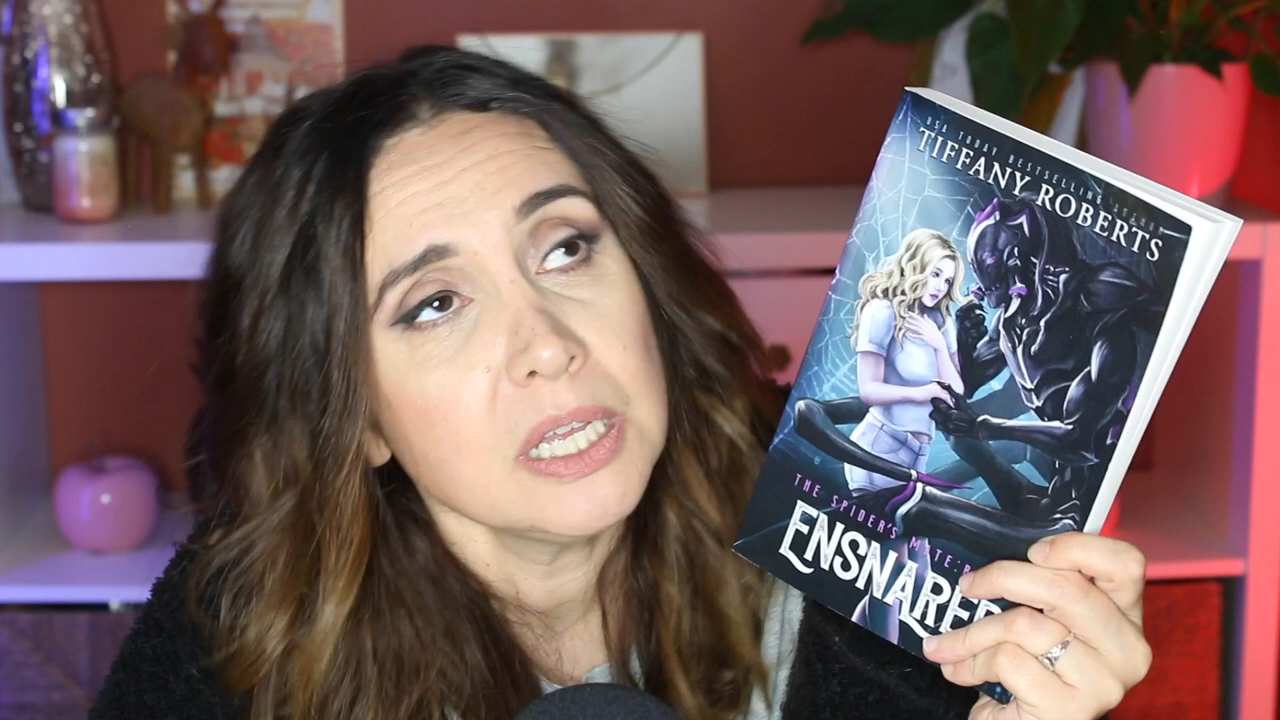 USA TODAY BESTSELLING AUTHOR
TIFFANY ROBERTS
THE SPIDER'S MATE:
ENSNARED